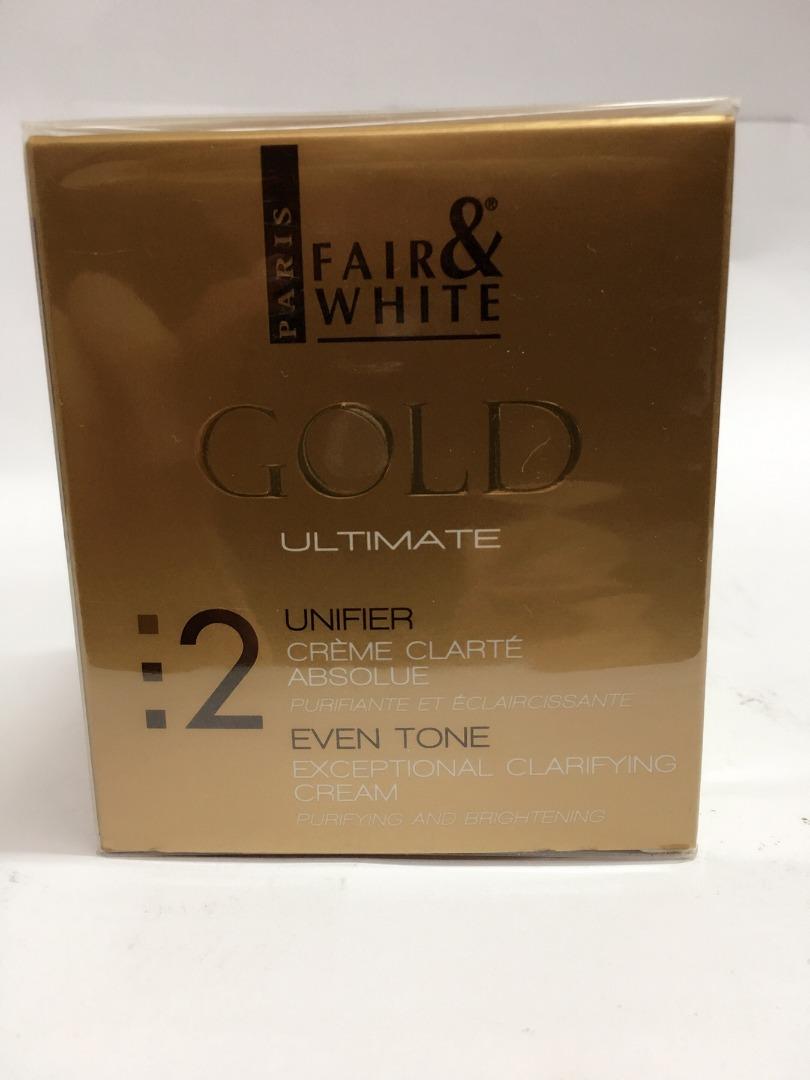 PARIS
FAIR &®
WHITE
GOLD
ULTIMATE
2
UNIFIER
CRÈME CLARTÉ
ABSOLUE
PURIFIANTE ET ÉCLAIRCISSANTE
EVEN TONE
EXCEPTIONAL CLARIFYING
CREAM
PURIFYING AND BRIGHTENING